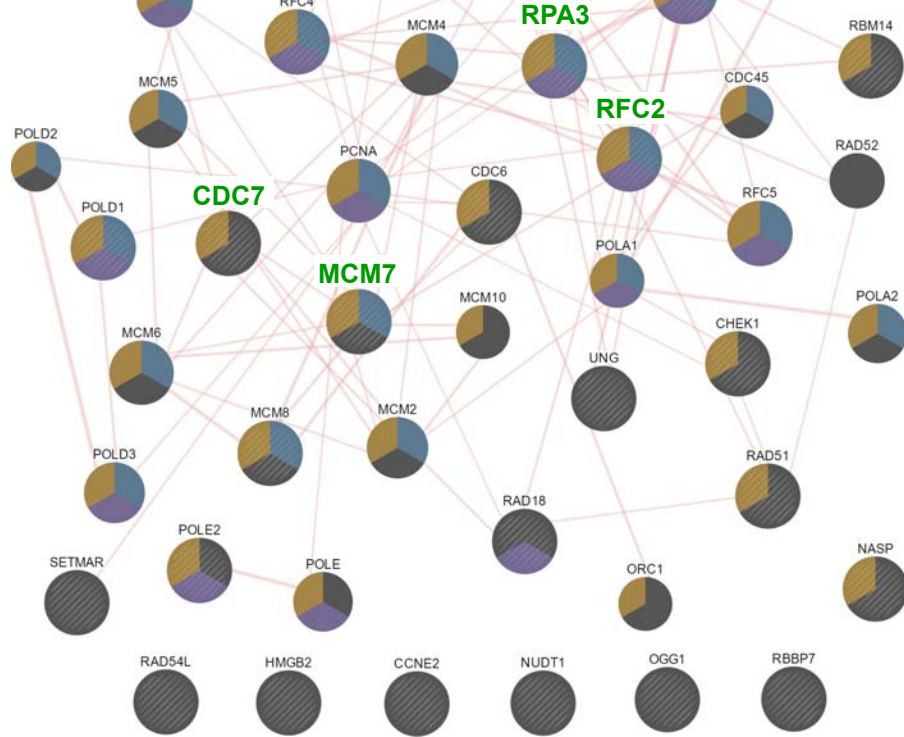 RFC4
RPA3
MCM4
RBM14
MCM5
CDC45
RFC2
POLD2
RAD52
PCNA
CDC6
CDC7
RFC5
POLD1
POLA1
MCM7
MCM10
POLA2
CHEK1
MCM6
UNG
MCM8
MCM2
POLD3
RAD51
RAD18
POLE2
SETMAR
POLE
NASP
ORC1
RAD54L
HMGB2
CCNE2
NUDT1
OGG1
RBBP7